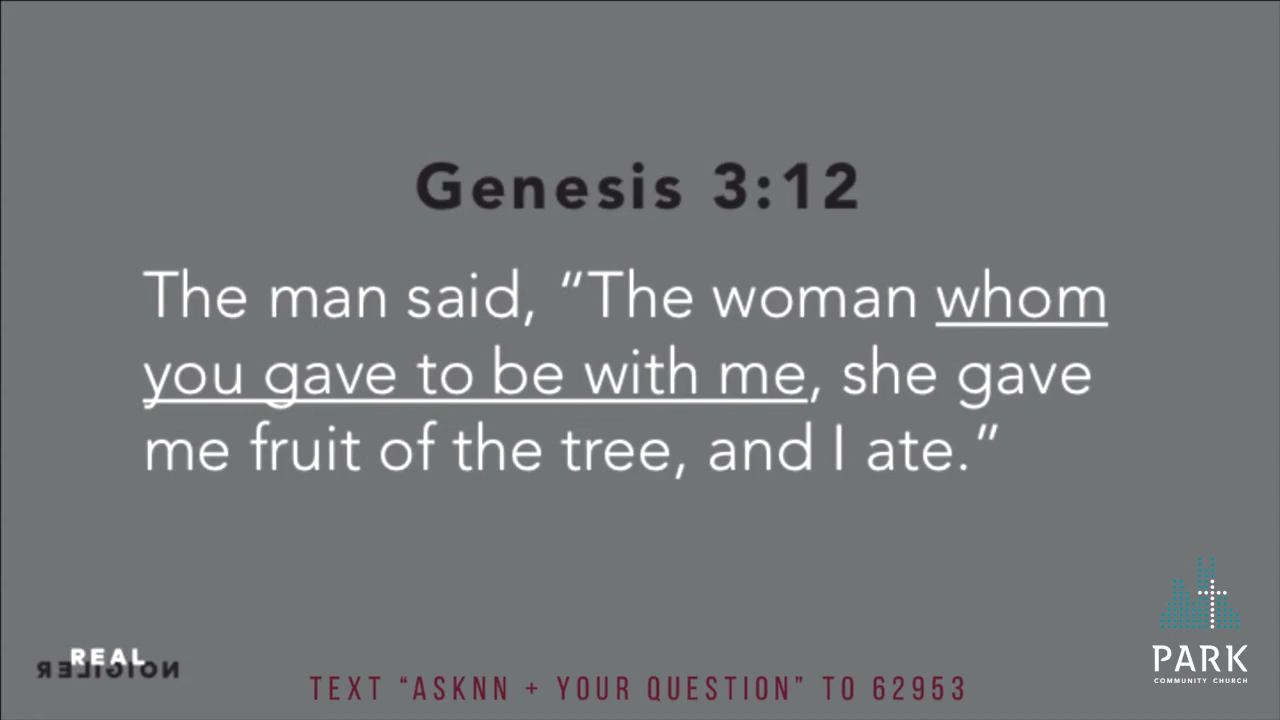 Genesis 3:12
The man said, “The woman whom
you gave to be with me, she gave
me fruit of the tree, and I ate.”
REAL
RELIGION
TEXT “ASKNN + YOUR QUESTION” TO 62953
PARK
COMMUNITY CHURCH